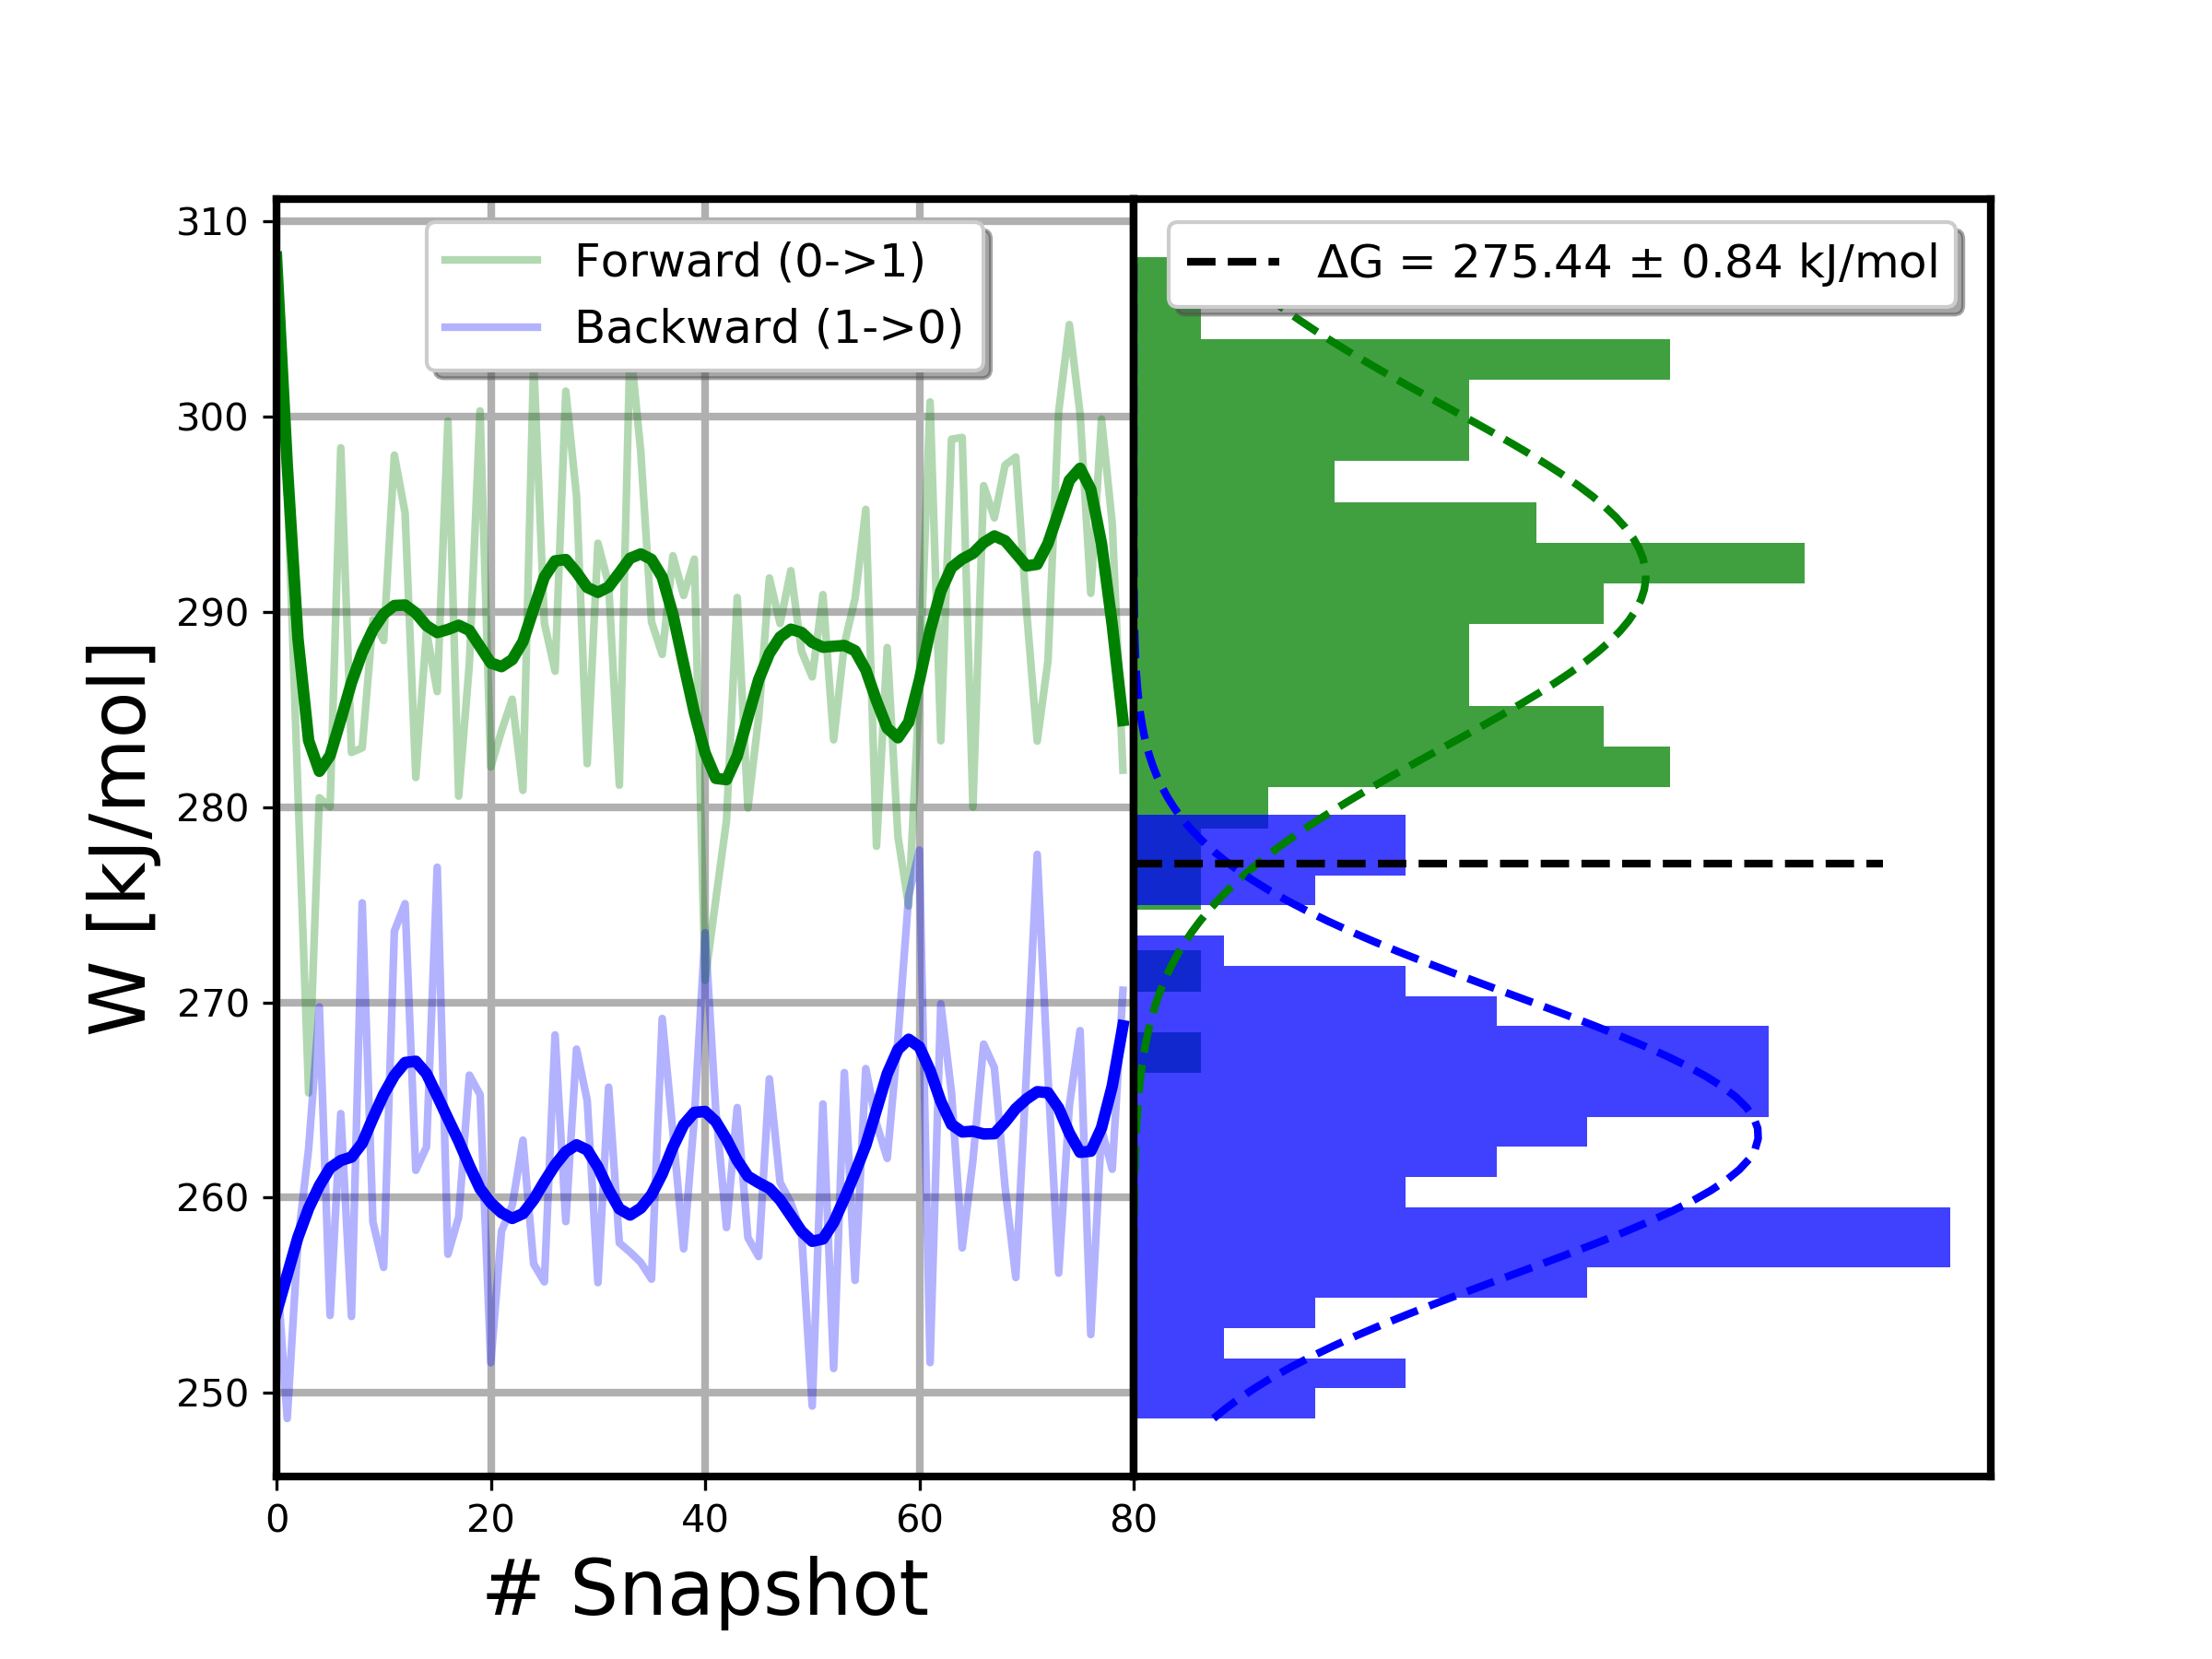 Forward (0->1)
Backward (1->0)
ΔG = 275.44 ± 0.84 kJ/mol
W [kJ/mol]
310
300
290
280
270
260
250
0 20 40 60 80
# Snapshot